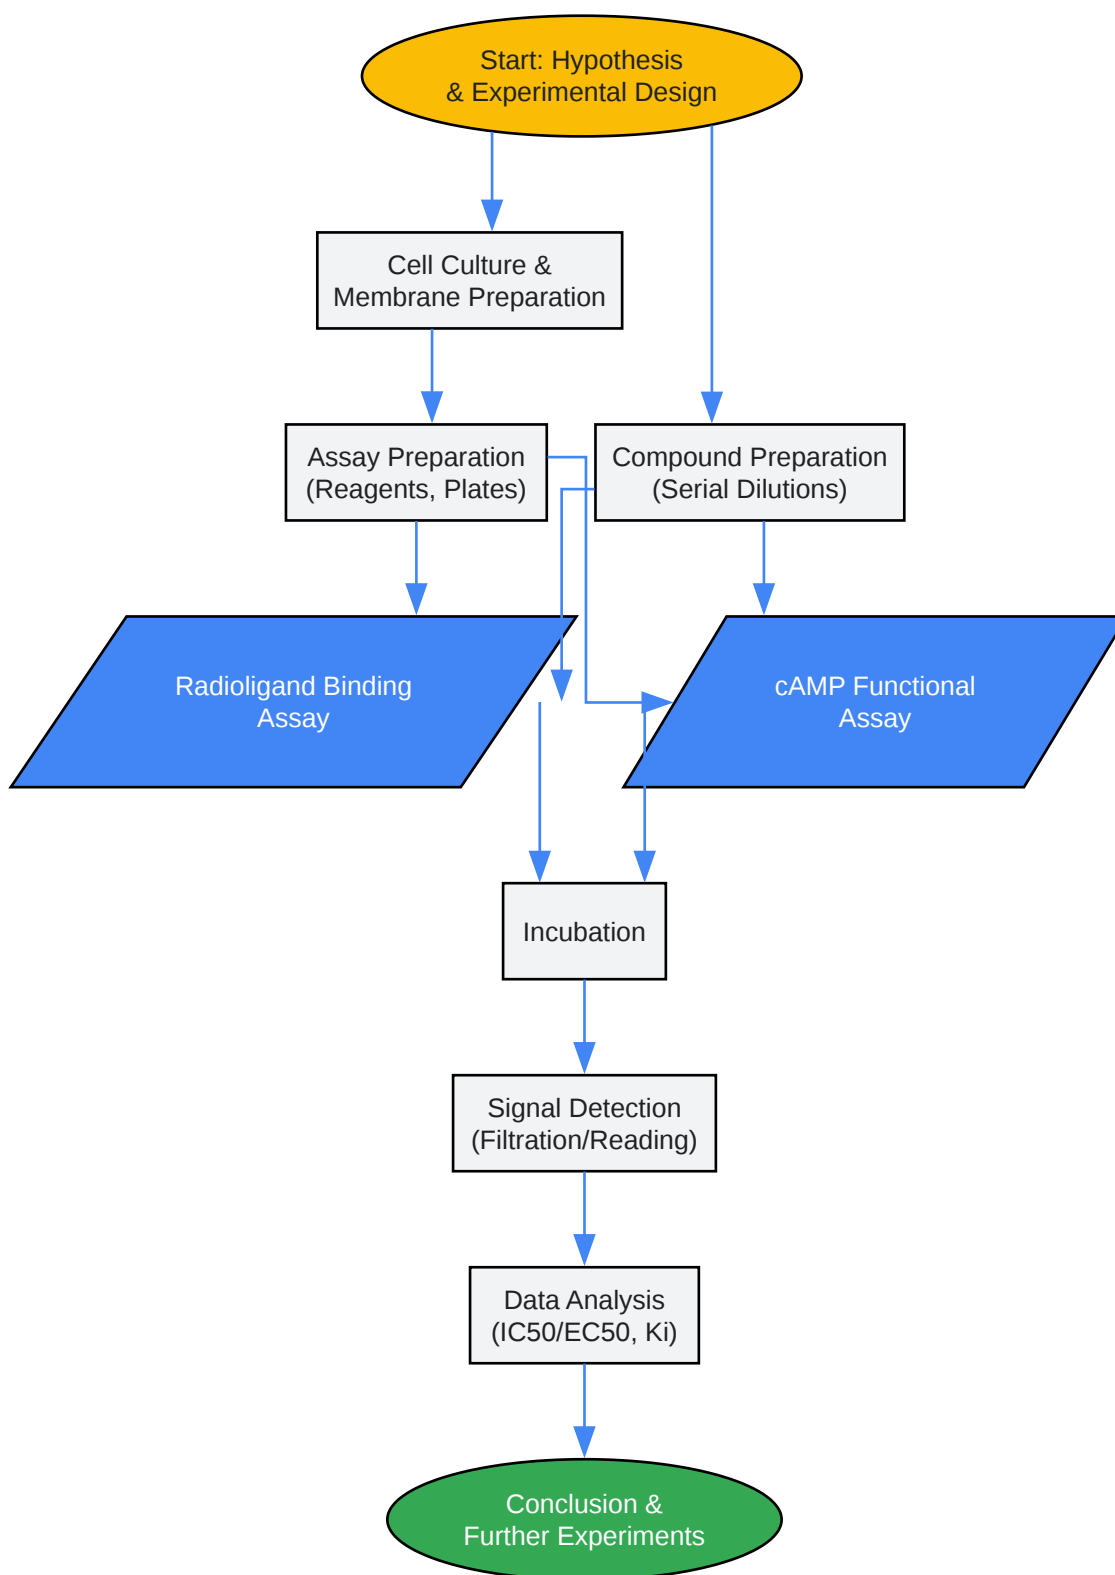 Start: Hypothesis
& Experimental Design
Cell Culture &
Membrane Preparation
Assay Preparation
(Reagents, Plates)
Compound Preparation
(Serial Dilutions)
Radioligand Binding
Assay
cAMP Functional
Assay
Incubation
Signal Detection
(Filtration/Reading)
Data Analysis
(IC50/EC50, Ki)
Conclusion &
Further Experiments